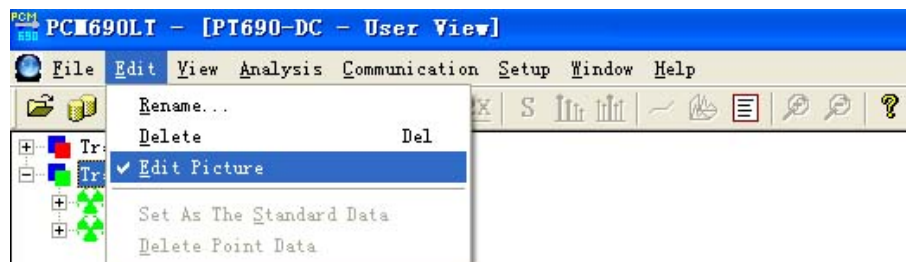 PCM690LT - [PT690-DC - User View]
File Edit View Analysis Communication Setup Window Help
Rename...
Delete Del
Edit Picture
Set As The Standard Data
Delete Point Data